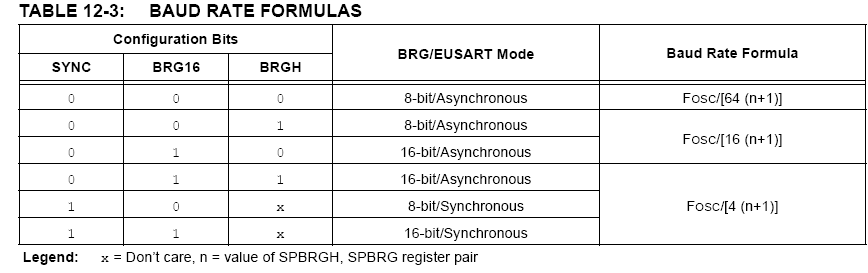 TABLE 12-3: BAUD RATE FORMULAS
Configuration Bits BRG/EUSART Mode Baud Rate Formula
SYNC BRG16 BRGH
0 0 0 8-bit/Asynchronous Fosc/[64 (n+1)]
0 0 1 8-bit/Asynchronous Fosc/[16 (n+1)]
0 1 0 16-bit/Asynchronous
0 1 1 16-bit/Asynchronous Fosc/[4 (n+1)]
1 0 x 8-bit/Synchronous
1 1 x 16-bit/Synchronous
Legend: x = Don't care, n = value of SPBRGH, SPBRG register pair